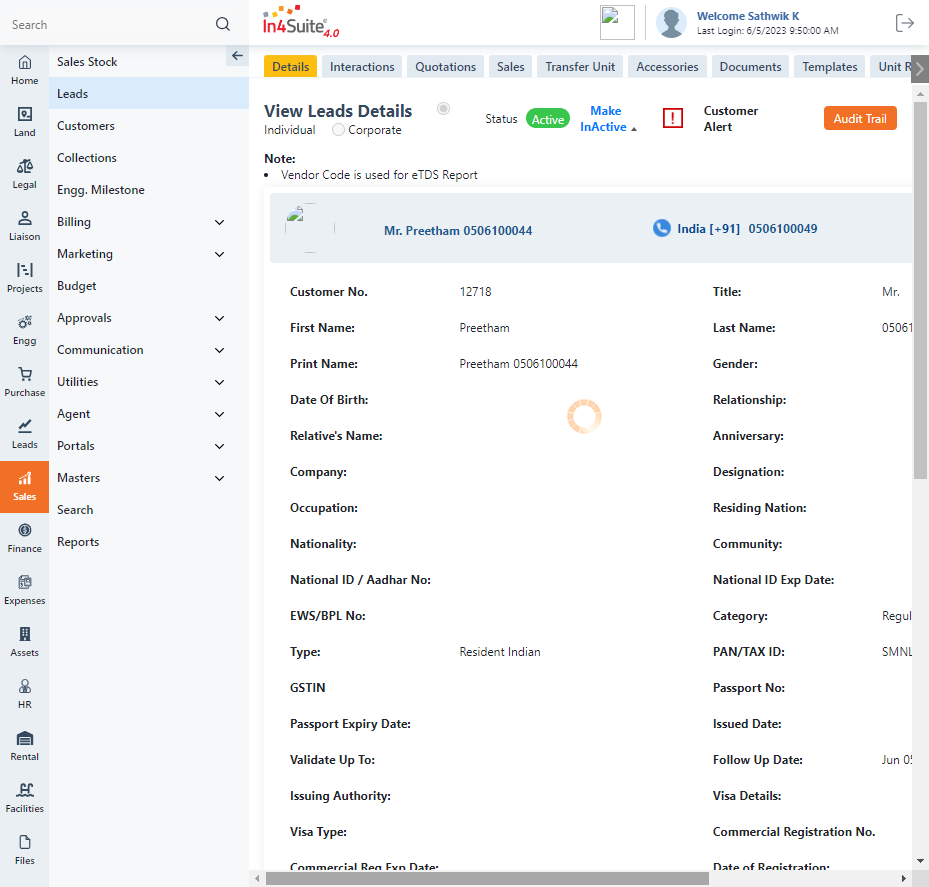 Search
In4Suite®4.0
Welcome Sathwik K
Last Login: 6/5/2023 9:50:00 AM
Home
Land
Legal
Liaison
Projects
Engg
Purchase
Leads
Sales
Finance
Expenses
Assets
HR
Rental
Facilities
Files
Sales Stock
Leads
Customers
Collections
Engg. Milestone
Billing
Marketing
Budget
Approvals
Communication
Utilities
Agent
Portals
Masters
Search
Reports
Details Interactions Quotations Sales Transfer Unit Accessories Documents Templates Unit R
View Leads Details
Individual Corporate
Status Active Make InActive
! Customer Alert
Audit Trail
Note:
• Vendor Code is used for eTDS Report
Mr. Preetham 0506100044 India [+91] 0506100049
Customer No. 12718 Title: Mr.
First Name: Preetham Last Name: 05061
Print Name: Preetham 0506100044 Gender:
Date Of Birth: Relationship:
Relative's Name: Anniversary:
Company: Designation:
Occupation: Residing Nation:
Nationality: Community:
National ID / Aadhar No: National ID Exp Date:
EWS/BPL No: Category: Regul
Type: Resident Indian PAN/TAX ID: SMNL
GSTIN Passport No:
Passport Expiry Date: Issued Date:
Validate Up To: Follow Up Date: Jun 05
Issuing Authority: Visa Details:
Visa Type: Commercial Registration No.
Commercial Reg Exp Date: Date of Registration: